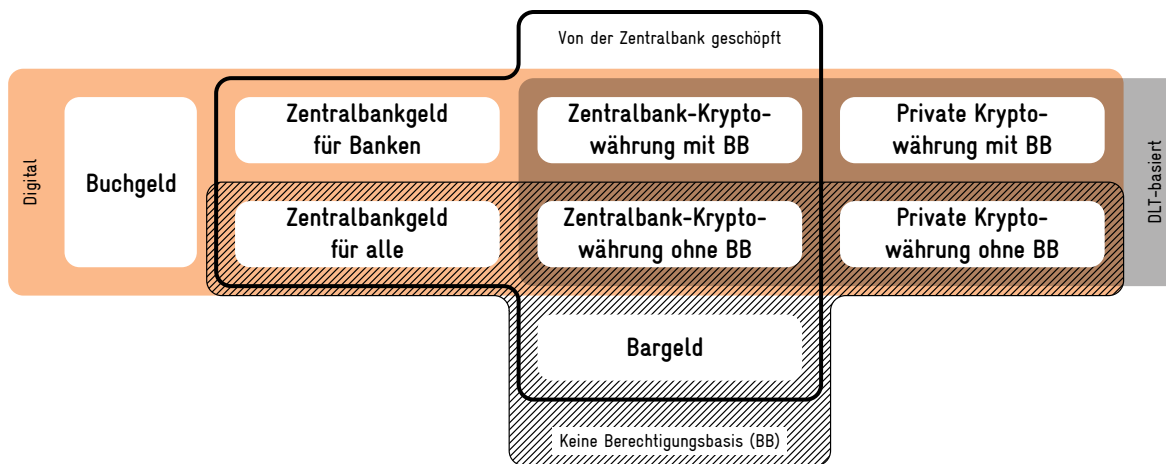 Von der Zentralbank geschöpft
Digital
Buchgeld
Zentralbankgeld
für Banken
Zentralbank-Krypto-
währung mit BB
Private Krypto-
währung mit BB
DLT-basiert
Zentralbankgeld
für alle
Zentralbank-Krypto-
währung ohne BB
Private Krypto-
währung ohne BB
Bargeld
Keine Berechtigungsbasis (BB)